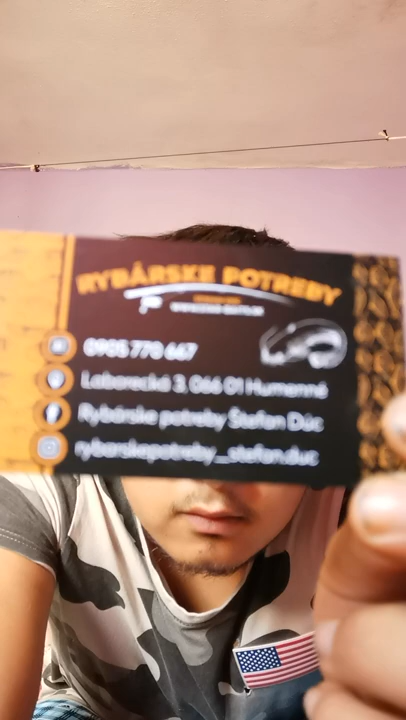 RYBÁRSKE POTREBY
0905 770 667
Laborecká 3, 066 01 Humenné
Rybárske potreby Štefan Dúc
rybarskepotreby_stefan.duc